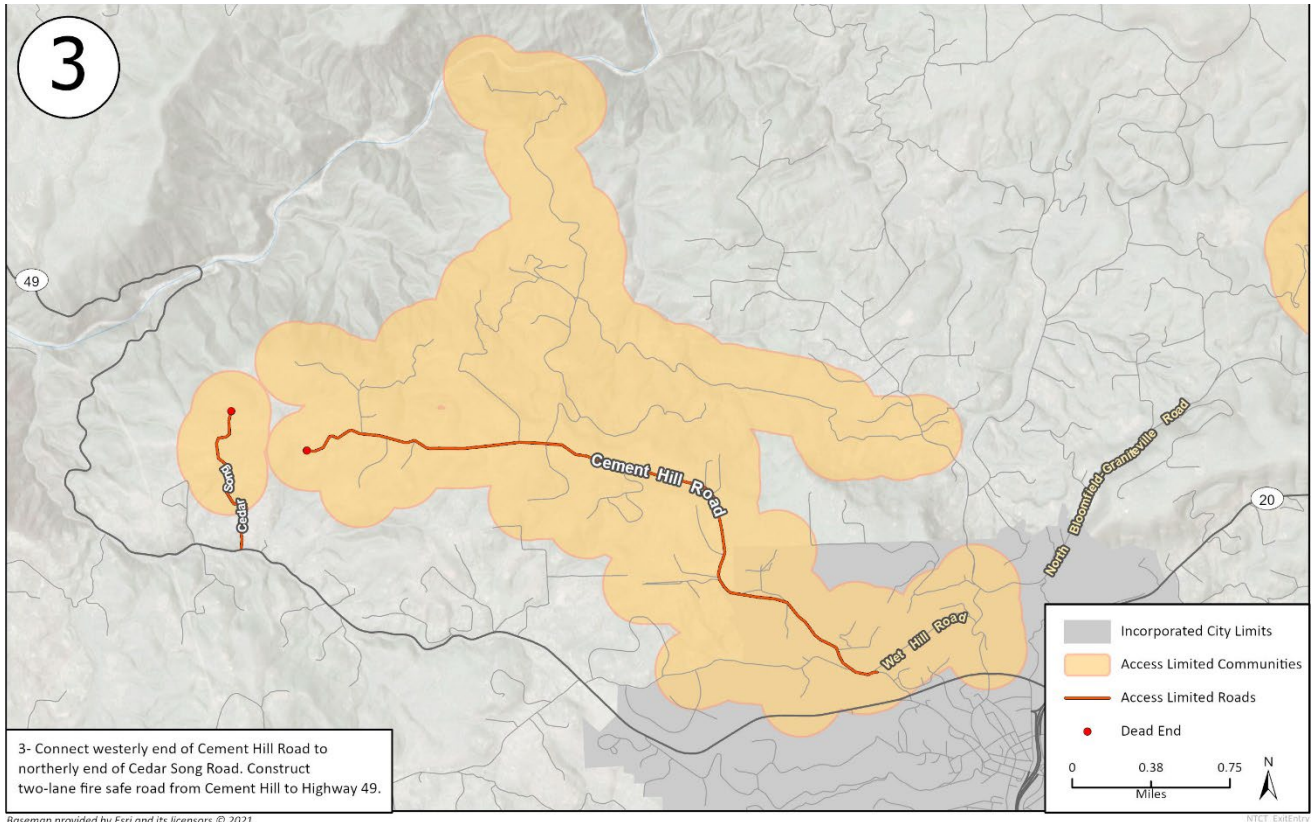 3
49
Cedar Song
Cement Hill Road
Wet Hill Road
North Bloomfield-Graniteville Road
20
Incorporated City Limits
Access Limited Communities
Access Limited Roads
Dead End
0 0.38 0.75
Miles
N
3- Connect westerly end of Cement Hill Road to
northerly end of Cedar Song Road. Construct
two-lane fire safe road from Cement Hill to Highway 49.
Basemap provided by Esri and its licensors © 2021
NTCT_ExitEntry